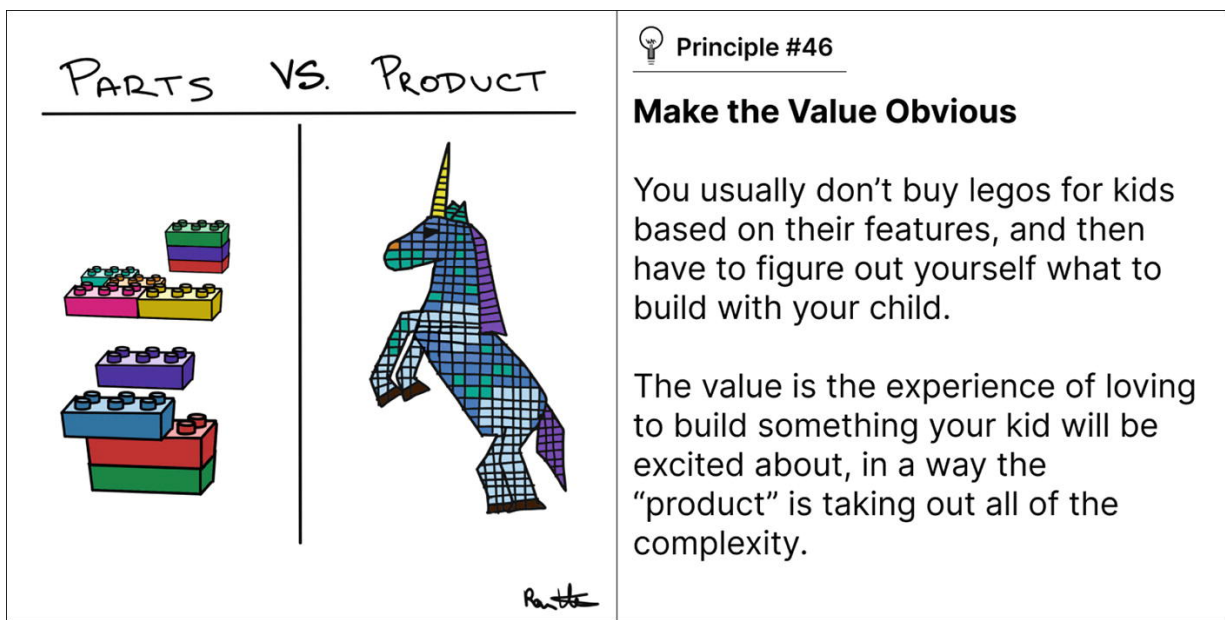 PARTS VS. PRODUCT
Principle #46
Make the Value Obvious
You usually don’t buy legos for kids
based on their features, and then
have to figure out yourself what to
build with your child.
The value is the experience of loving
to build something your kid will be
excited about, in a way the
“product” is taking out all of the
complexity.